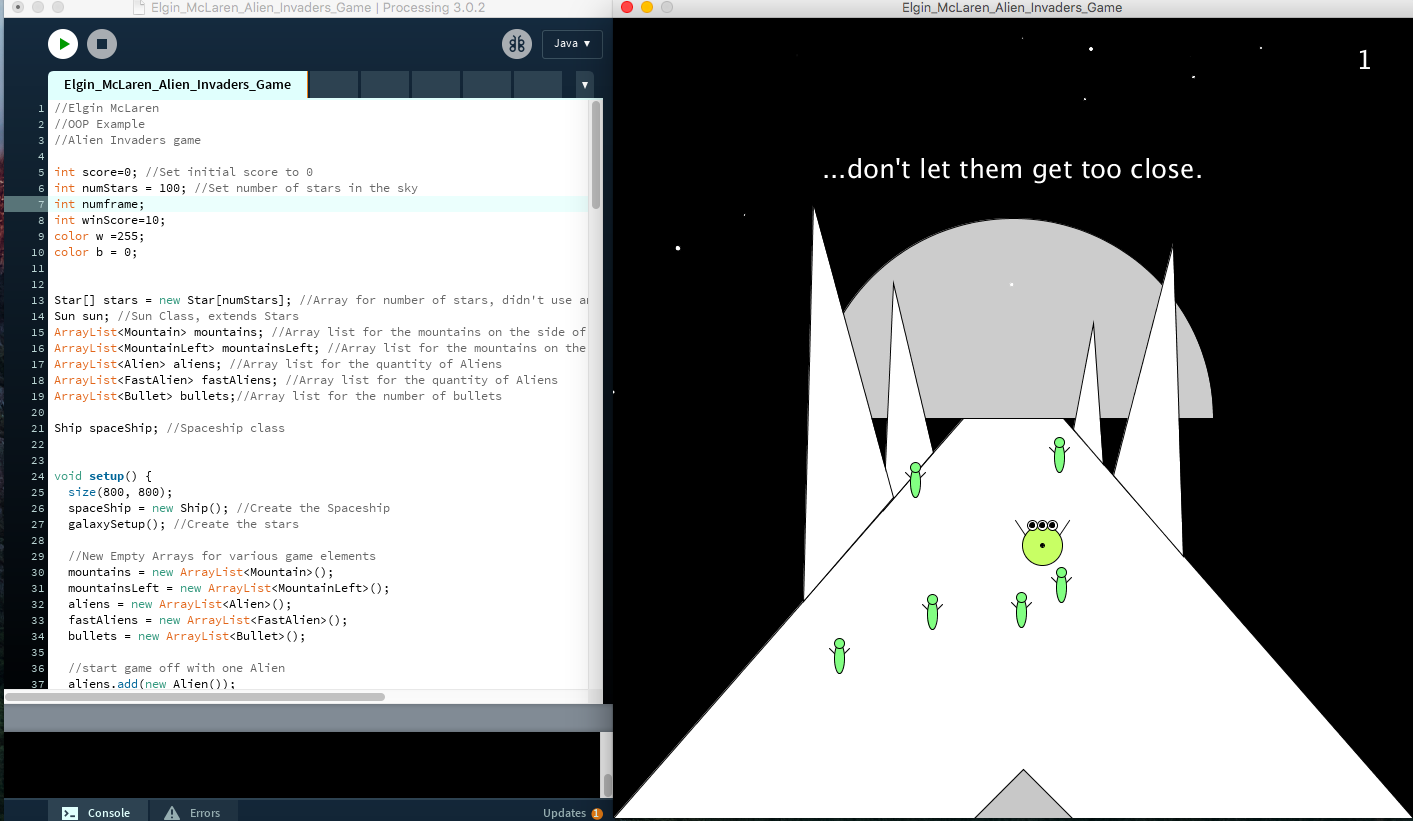 Elgin_McLaren_Alien_Invaders_Game | Processing 3.0.2
Java ▼
Elgin_McLaren_Alien_Invaders_Game
▼
1 //Elgin McLaren
2 //OOP Example
3 //Alien Invaders game
4
5 int score=0; //Set initial score to 0
6 int numStars = 100; //Set number of stars in the sky
7 int numframe;
8 int winScore=10;
9 color w =255;
10 color b = 0;
11
12
13 Star[] stars = new Star[numStars]; //Array for number of stars, didn't use
14 Sun sun; //Sun Class, extends Stars
15 ArrayList<Mountain> mountains; //Array list for the mountains on the side of
16 ArrayList<MountainLeft> mountainsLeft; //Array list for the mountains on the
17 ArrayList<Alien> aliens; //Array list for the quantity of Aliens
18 ArrayList<FastAlien> fastAliens; //Array list for the quantity of Aliens
19 ArrayList<Bullet> bullets;//Array list for the number of bullets
20
21 Ship spaceShip; //Spaceship class
22
23
24 void setup() {
25 size(800, 800);
26 spaceShip = new Ship(); //Create the Spaceship
27 galaxySetup(); //Create the stars
28
29 //New Empty Arrays for various game elements
30 mountains = new ArrayList<Mountain>();
31 mountainsLeft = new ArrayList<MountainLeft>();
32 aliens = new ArrayList<Alien>();
33 fastAliens = new ArrayList<FastAlien>();
34 bullets = new ArrayList<Bullet>();
35
36 //start game off with one Alien
37 aliens.add(new Alien());
Console
Errors
Updates 1
Elgin_McLaren_Alien_Invaders_Game
1
...don't let them get too close.